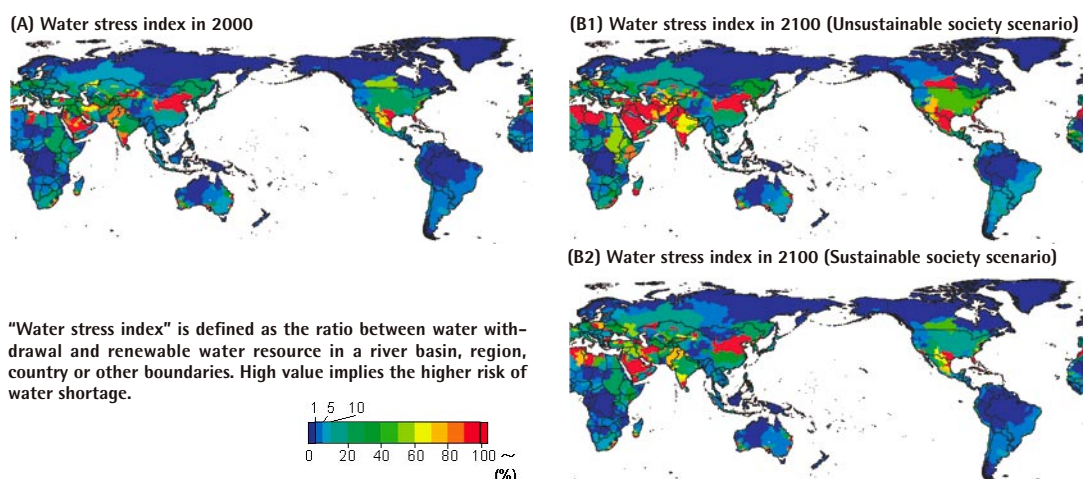 (A) Water stress index in 2000
(B1) Water stress index in 2100 (Unsustainable society scenario)
(B2) Water stress index in 2100 (Sustainable society scenario)
“Water stress index” is defined as the ratio between water with-
drawal and renewable water resource in a river basin, region,
country or other boundaries. High value implies the higher risk of
water shortage.
1 5 10
0 20 40 60 80 100 ~
(%)